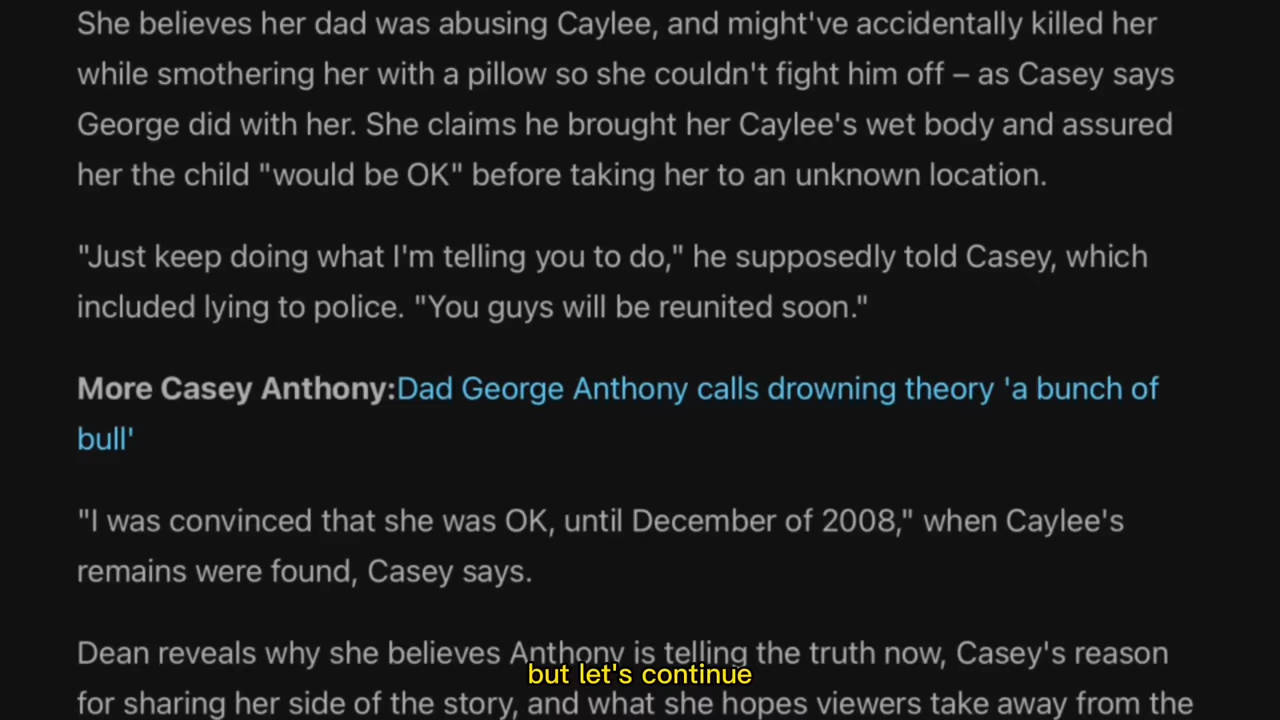 She believes her dad was abusing Caylee, and might've accidentally killed her
while smothering her with a pillow so she couldn't fight him off – as Casey says
George did with her. She claims he brought her Caylee's wet body and assured
her the child "would be OK" before taking her to an unknown location.
"Just keep doing what I'm telling you to do," he supposedly told Casey, which
included lying to police. "You guys will be reunited soon."
More Casey Anthony:Dad George Anthony calls drowning theory 'a bunch of
bull'
"I was convinced that she was OK, until December of 2008," when Caylee's
remains were found, Casey says.
Dean reveals why she believes Anthony is telling the truth now, Casey's reason
but let's continue
for sharing her side of the story, and what she hopes viewers take away from the